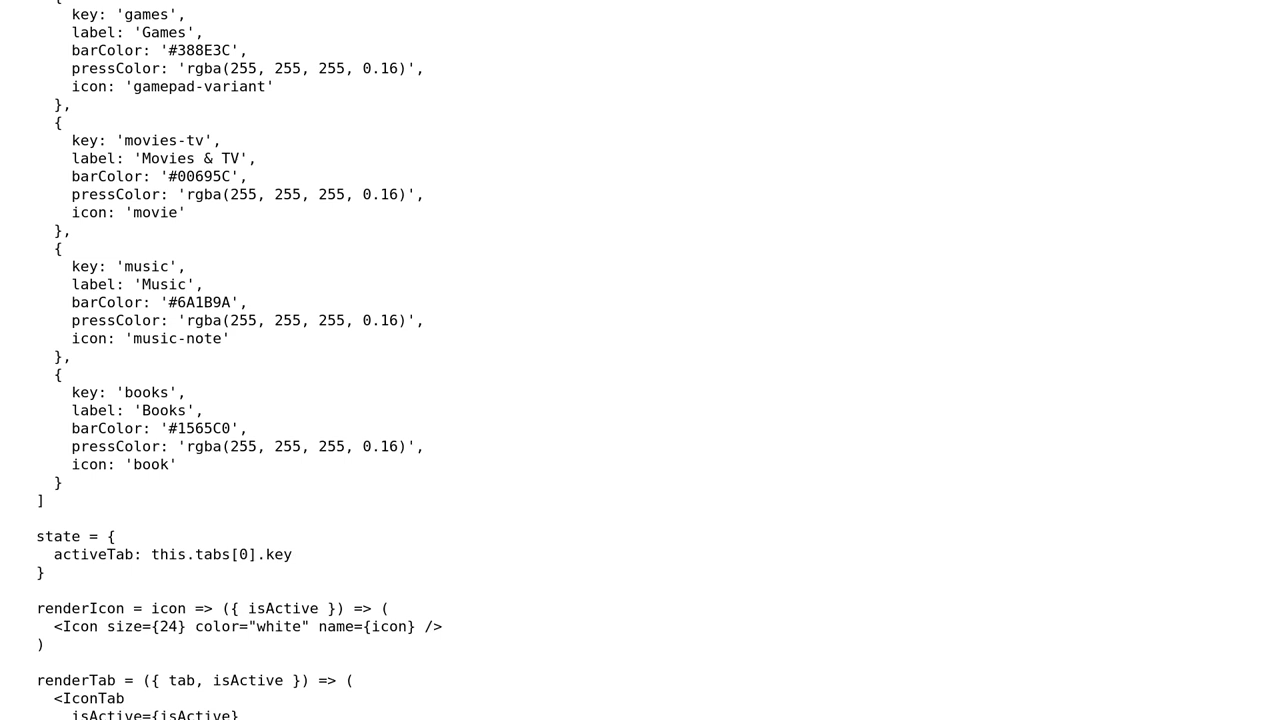 {
key: 'games',
label: 'Games',
barColor: '#388E3C',
pressColor: 'rgba(255, 255, 255, 0.16)',
icon: 'gamepad-variant'
},
{
key: 'movies-tv',
label: 'Movies & TV',
barColor: '#00695C',
pressColor: 'rgba(255, 255, 255, 0.16)',
icon: 'movie'
},
{
key: 'music',
label: 'Music',
barColor: '#6A1B9A',
pressColor: 'rgba(255, 255, 255, 0.16)',
icon: 'music-note'
},
{
key: 'books',
label: 'Books',
barColor: '#1565C0',
pressColor: 'rgba(255, 255, 255, 0.16)',
icon: 'book'
}
]
state = {
activeTab: this.tabs[0].key
}
renderIcon = icon => ({ isActive }) => (
<Icon size={24} color="white" name={icon} />
)
renderTab = ({ tab, isActive }) => (
<IconTab
isActive={isActive}